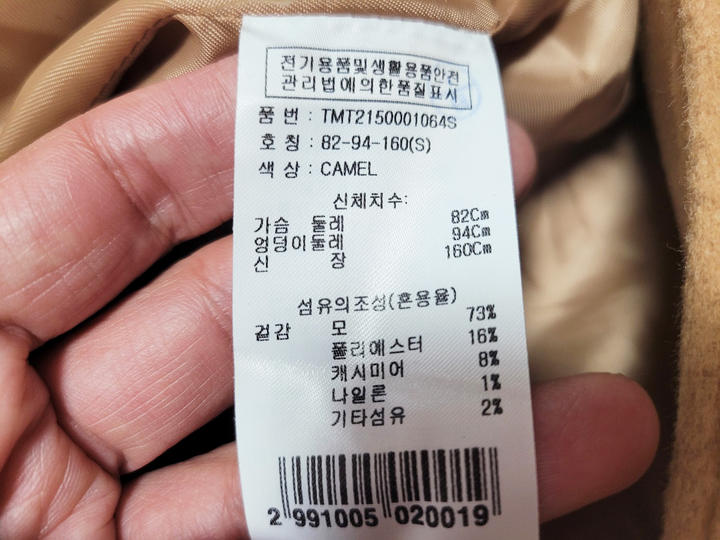 전기용품및생활용품안전
관리법에의한품질표시
품 번 : TMT2150001064S
호 칭 : 82-94-160(S)
색 상 : CAMEL
신체치수:
가슴 둘레 82Cm
엉덩이둘레 94Cm
신 장 160Cm
섬유의조성(혼용율)
겉감 모 73%
폴리에스터 16%
캐시미어 8%
나일론 1%
기타섬유 2%
2 991005 020019